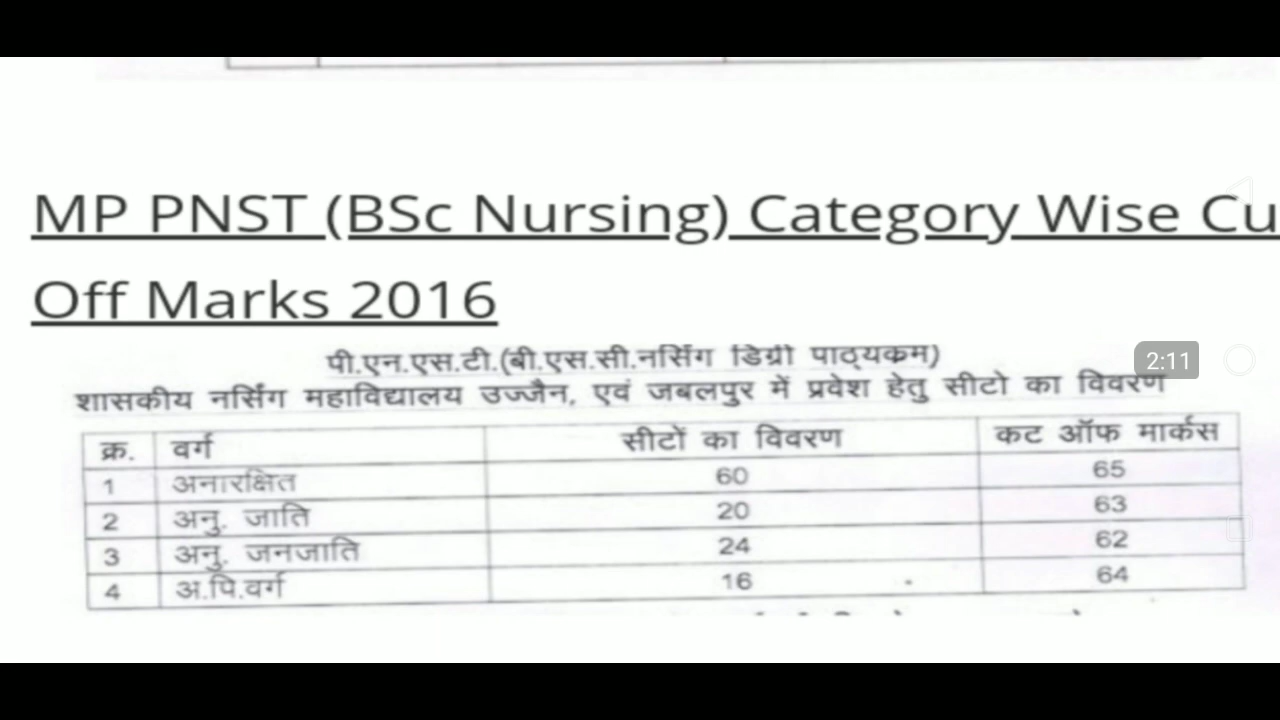 MP PNST (BSc Nursing) Category Wise Cu
Off Marks 2016
पी.एन.एस.टी.(बी.एस.सी.नर्सिंग डिग्री पाठ्यकम)
2:11
शासकीय नर्सिंग महाविद्यालय उज्जैन, एवं जबलपुर में प्रवेश हेतु सीटो का विवरण
क्र. वर्ग सीटों का विवरण कट ऑफ मार्कस
1 अनारक्षित 60 65
2 अनु. जाति 20 63
3 अनु. जनजाति 24 62
4 अ.पि.वर्ग 16 64